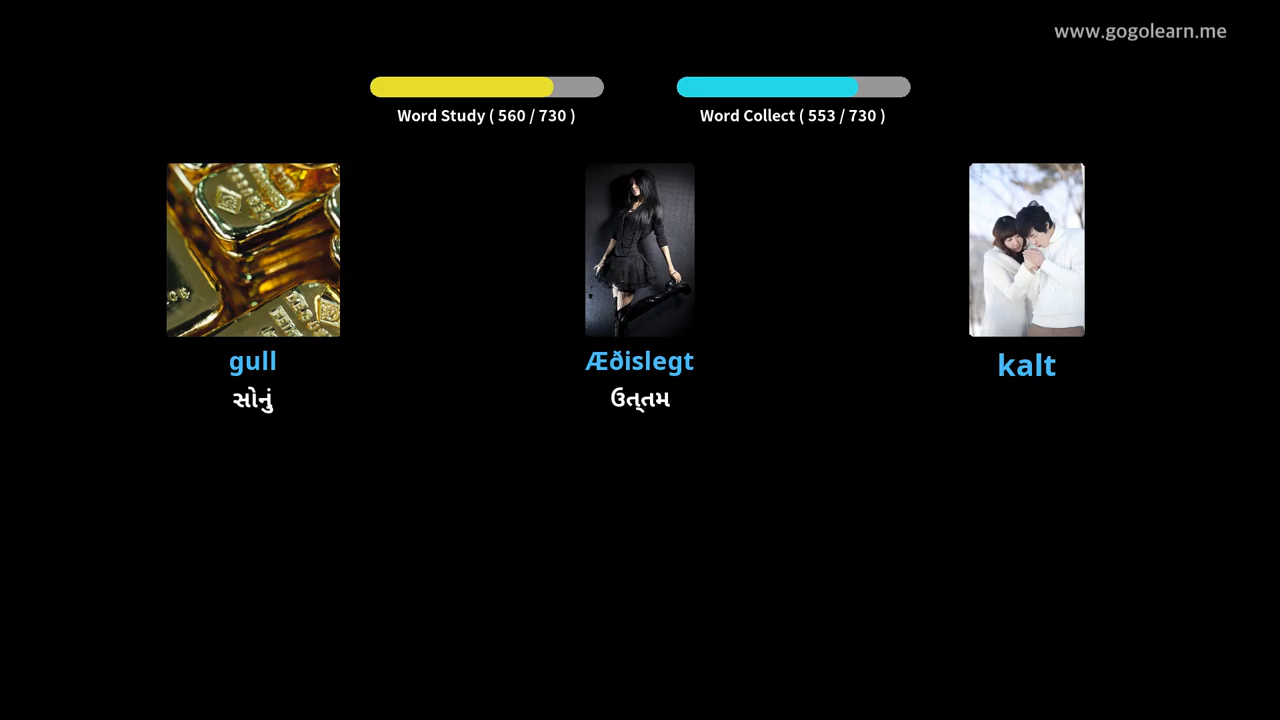 www.gogolearn.me
Word Study ( 560 / 730 )
Word Collect ( 553 / 730 )
gull
સોનું
Æðislegt
ઉત્તમ
kalt